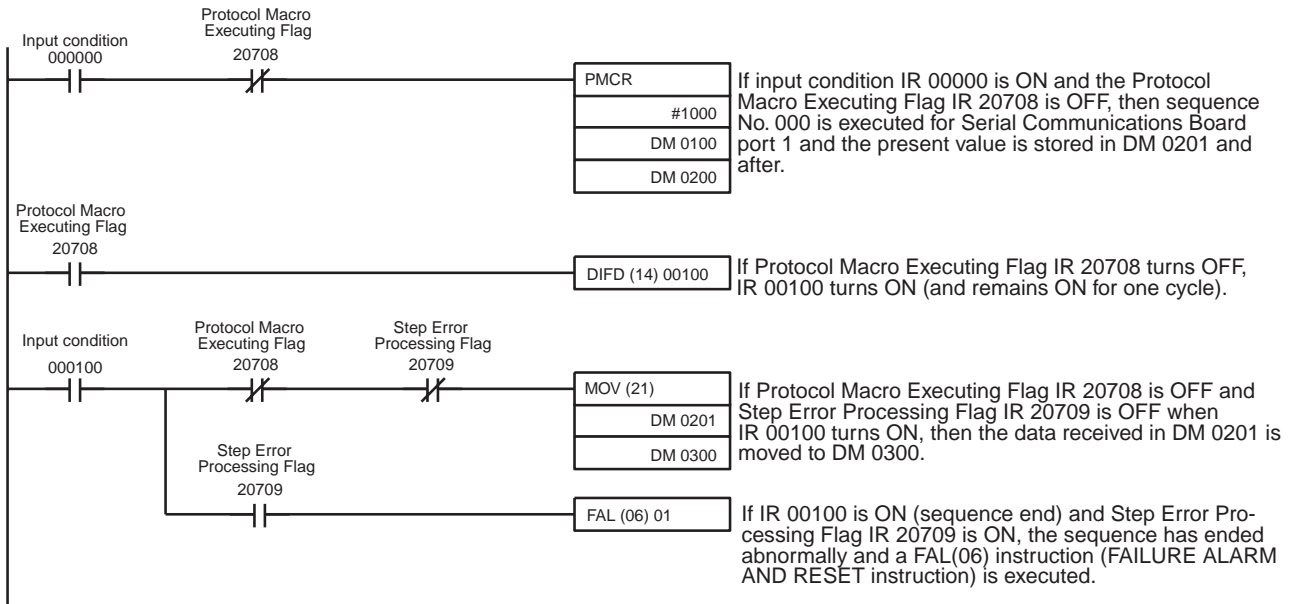 Protocol Macro
Executing Flag
Input condition
000000
20708
PMCR
#1000
DM 0100
DM 0200
If input condition IR 00000 is ON and the Protocol
Macro Executing Flag IR 20708 is OFF, then sequence
No. 000 is executed for Serial Communications Board
port 1 and the present value is stored in DM 0201 and
after.
Protocol Macro
Executing Flag
20708
DIFD (14) 00100
If Protocol Macro Executing Flag IR 20708 turns OFF,
IR 00100 turns ON (and remains ON for one cycle).
Input condition
000100
Protocol Macro
Executing Flag
20708
Step Error
Processing Flag
20709
MOV (21)
DM 0201
DM 0300
If Protocol Macro Executing Flag IR 20708 is OFF and
Step Error Processing Flag IR 20709 is OFF when
IR 00100 turns ON, then the data received in DM 0201 is
moved to DM 0300.
Step Error
Processing Flag
20709
FAL (06) 01
If IR 00100 is ON (sequence end) and Step Error Pro-
cessing Flag IR 20709 is ON, the sequence has ended
abnormally and a FAL(06) instruction (FAILURE ALARM
AND RESET instruction) is executed.